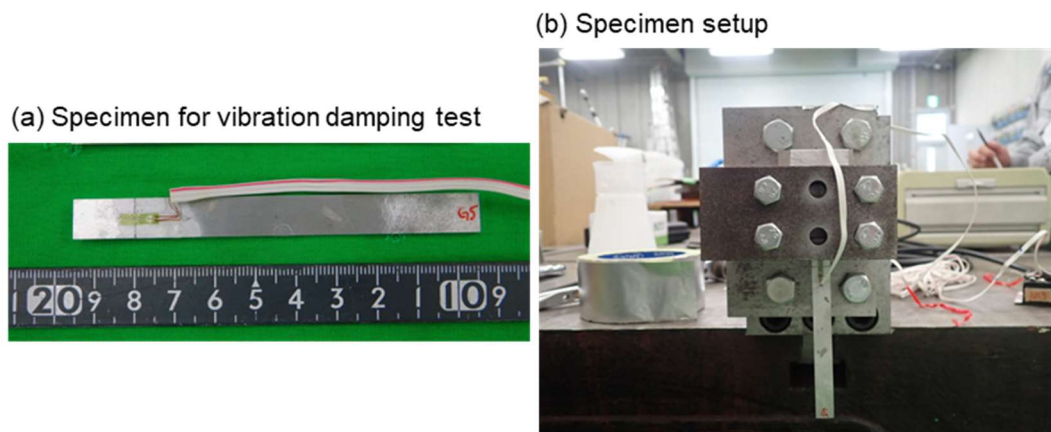 (b) Specimen setup
(a) Specimen for vibration damping test
G5
1 20 9 8 7 6 5 4 3 2 1 10 9